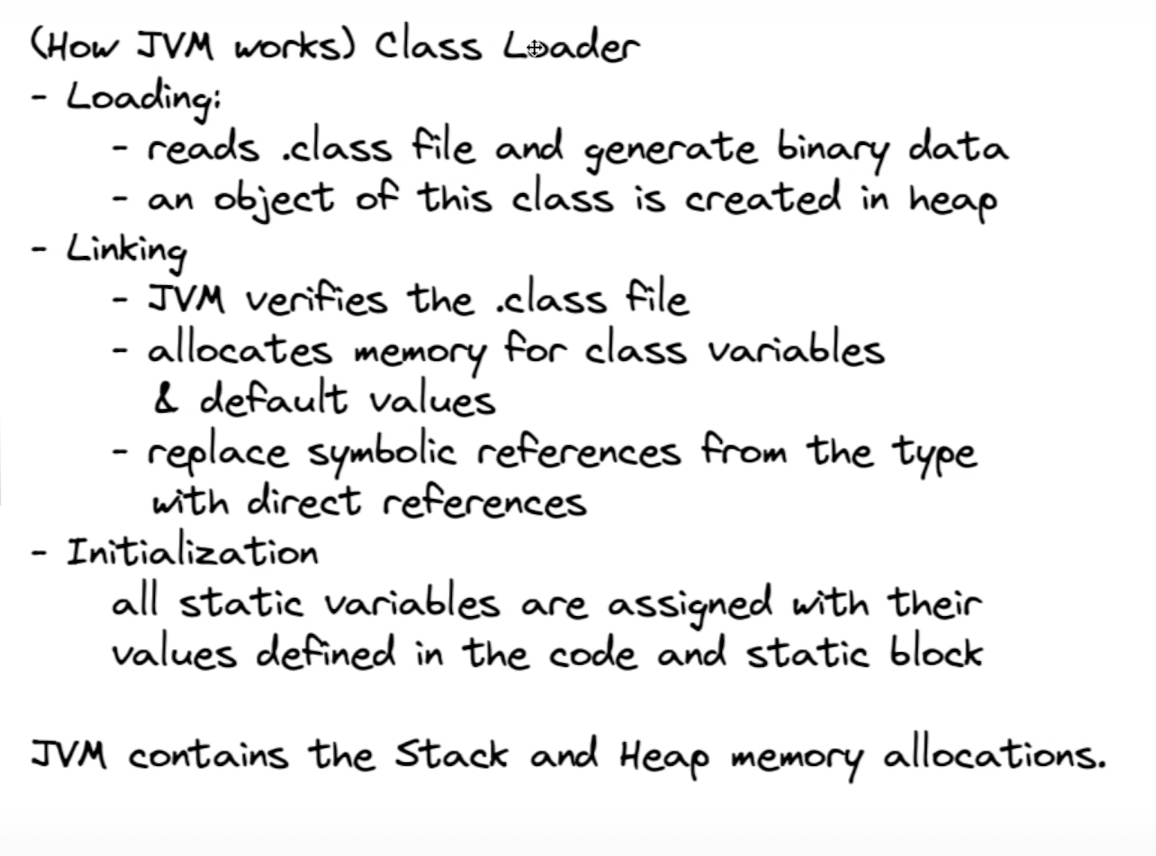 (How JVM works) Class Loader
- Loading:
- reads .class file and generate binary data
- an object of this class is created in heap
- Linking
- JVM verifies the .class file
- allocates memory for class variables
& default values
- replace symbolic references from the type
with direct references
- Initialization
all static variables are assigned with their
values defined in the code and static block
JVM contains the Stack and Heap memory allocations.